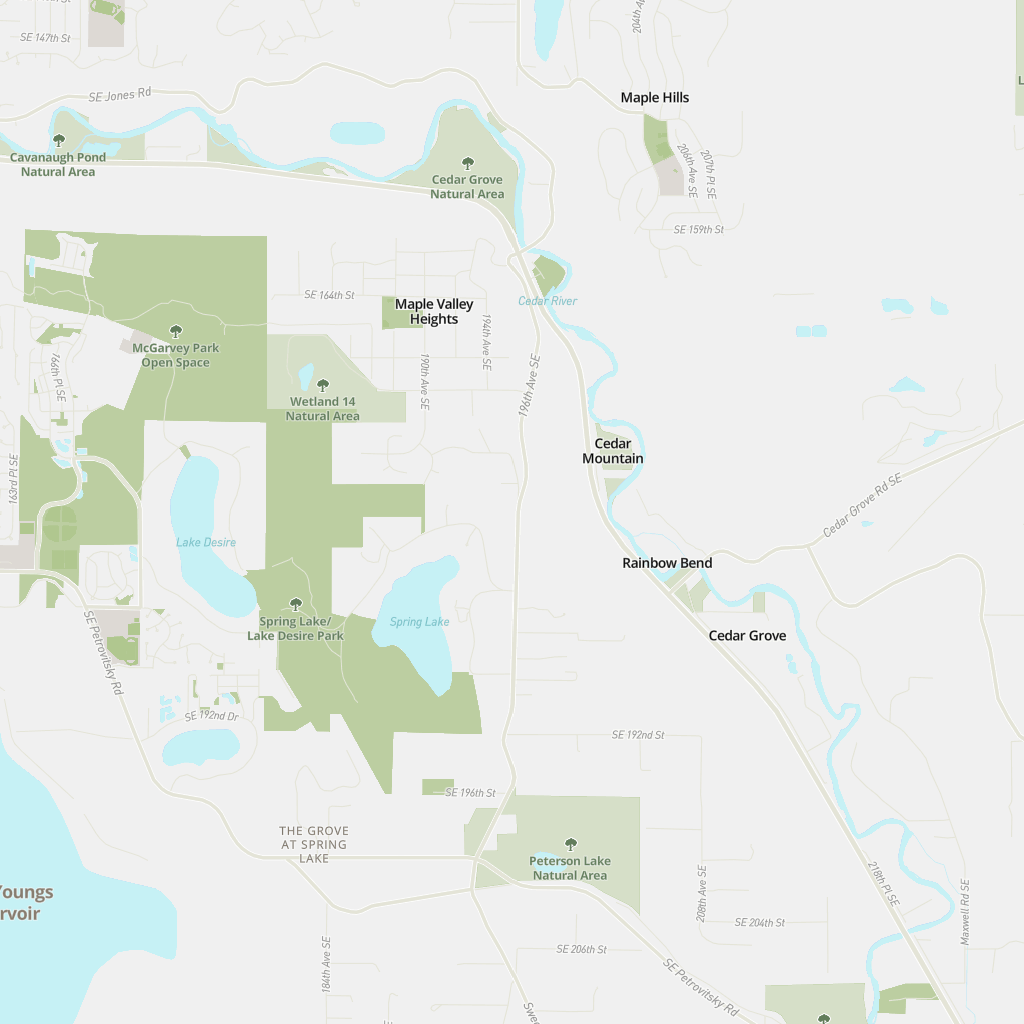 SE 147th St
204th A
Maple Hills
SE Jones Rd
L
Cavanaugh Pond
Natural Area
Cedar Grove
Natural Area
206th Ave SE
207th Pl SE
SE 159th St
SE 164th St
Maple Valley
Heights
Cedar River
194th Ave SE
McGarvey Park
Open Space
166th Pl SE
190th Ave SE
196th Ave SE
Wetland 14
Natural Area
Cedar
Mountain
163rd Pl SE
Cedar Grove Rd SE
Lake Desire
Rainbow Bend
Spring Lake/
Lake Desire Park
Spring Lake
Cedar Grove
SE Petrovitsky Rd
SE 192nd Dr
SE 192nd St
SE 196th St
THE GROVE
AT SPRING
LAKE
Peterson Lake
Natural Area
Youngs
rvoir
218th Pl SE
208th Ave SE
Maxwell Rd SE
SE 204th St
184th Ave SE
SE 206th St
SE Petrovitsky Rd
Swee